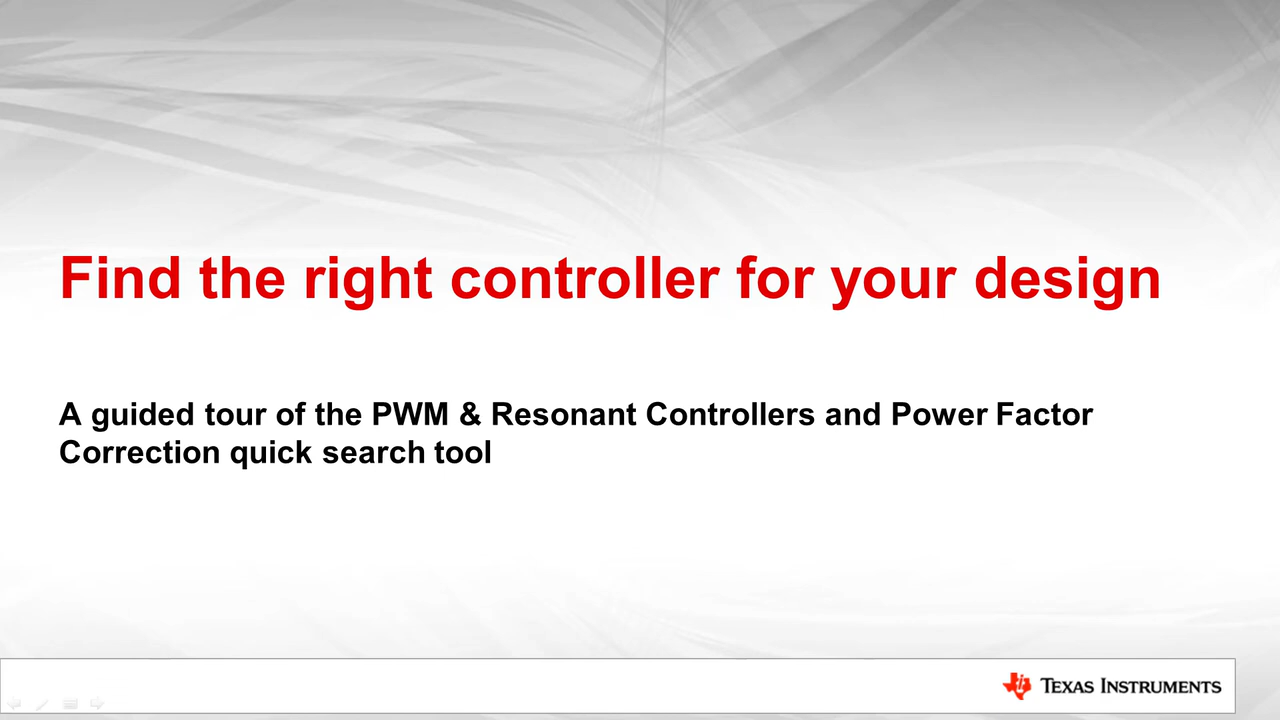 Find the right controller for your design
A guided tour of the PWM & Resonant Controllers and Power Factor
Correction quick search tool
TEXAS INSTRUMENTS